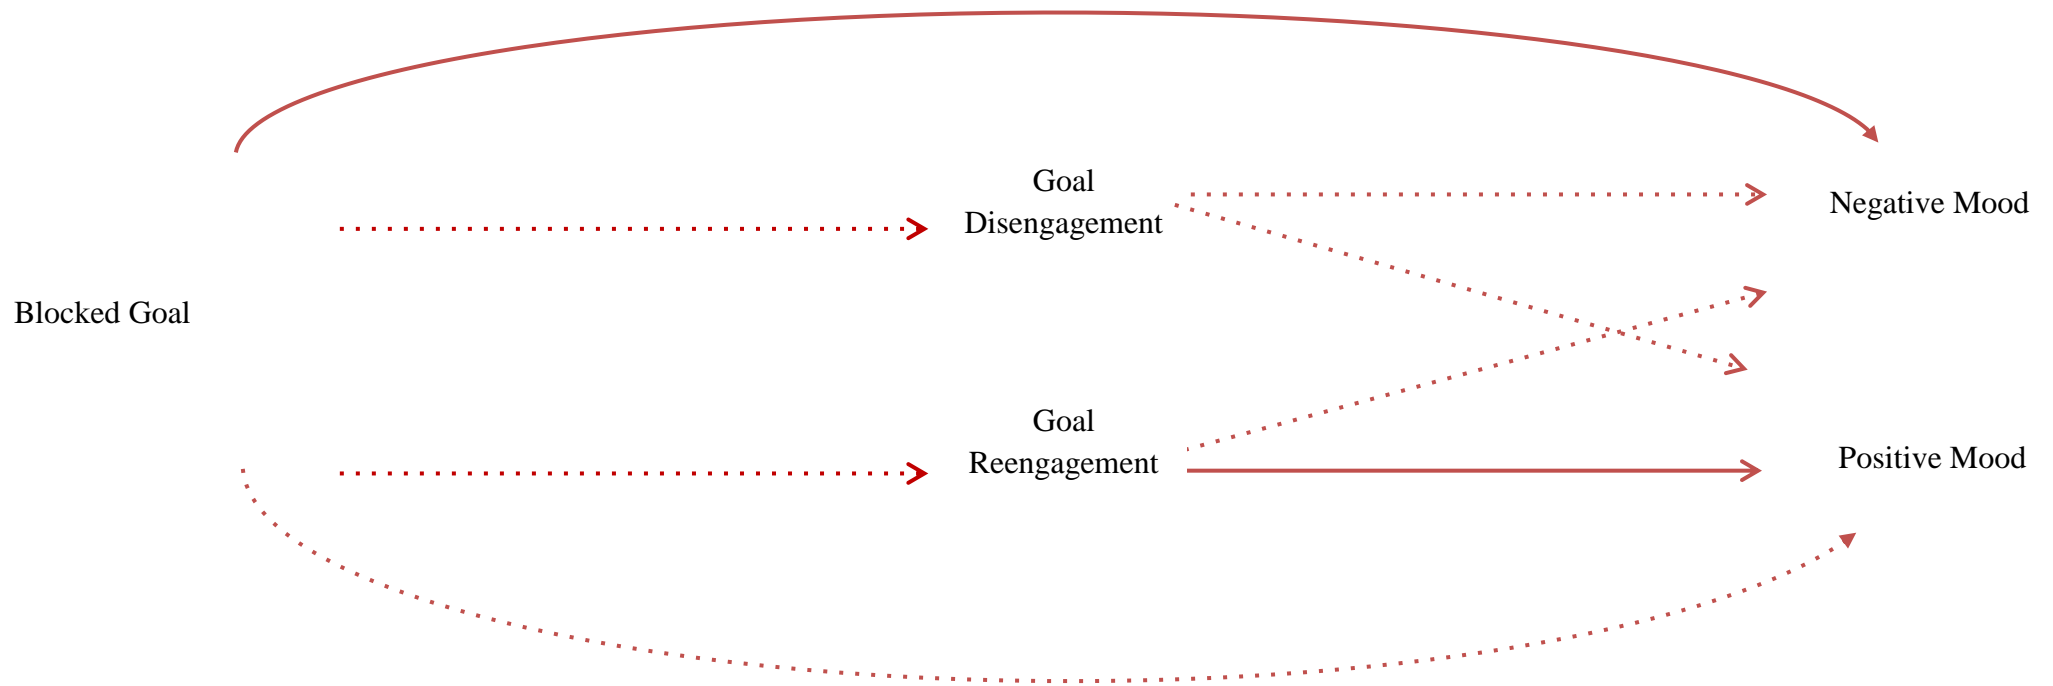 Goal
Disengagement
Negative Mood
Blocked Goal
Goal
Reengagement
Positive Mood